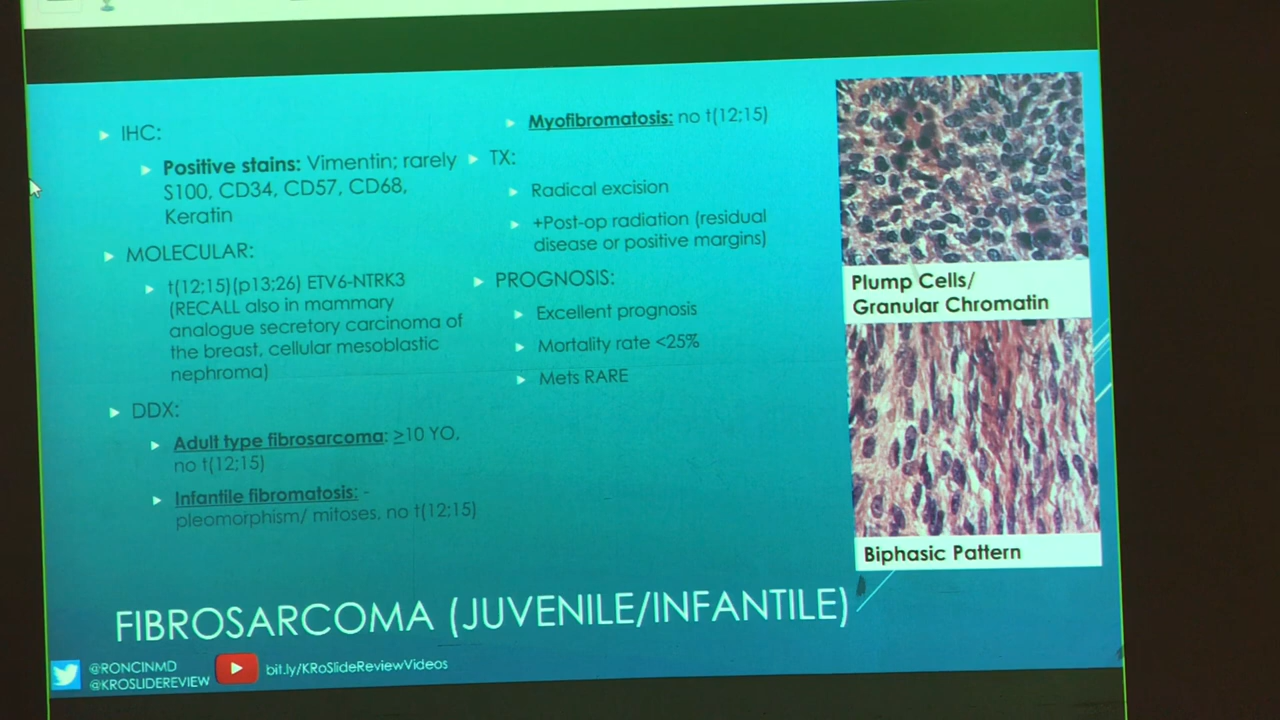 IHC:
Positive stains: Vimentin; rarely
S100, CD34, CD57, CD68,
Keratin
MOLECULAR:
t(12;15)(p13;26) ETV6-NTRK3
(RECALL also in mammary
analogue secretory carcinoma of
the breast, cellular mesoblastic
nephroma)
DDX:
Adult type fibrosarcoma: ≥10 YO,
no t(12;15)
Infantile fibromatosis: -
pleomorphism/ mitoses, no t(12;15)
Myofibromatosis: no t(12;15)
TX:
Radical excision
+Post-op radiation (residual
disease or positive margins)
PROGNOSIS:
Excellent prognosis
Mortality rate <25%
Mets RARE
Plump Cells/
Granular Chromatin
Biphasic Pattern
FIBROSARCOMA (JUVENILE/INFANTILE)
@RONCINMD
@KROSLIDEREVIEW
bit.ly/KRoSlideReviewVideos